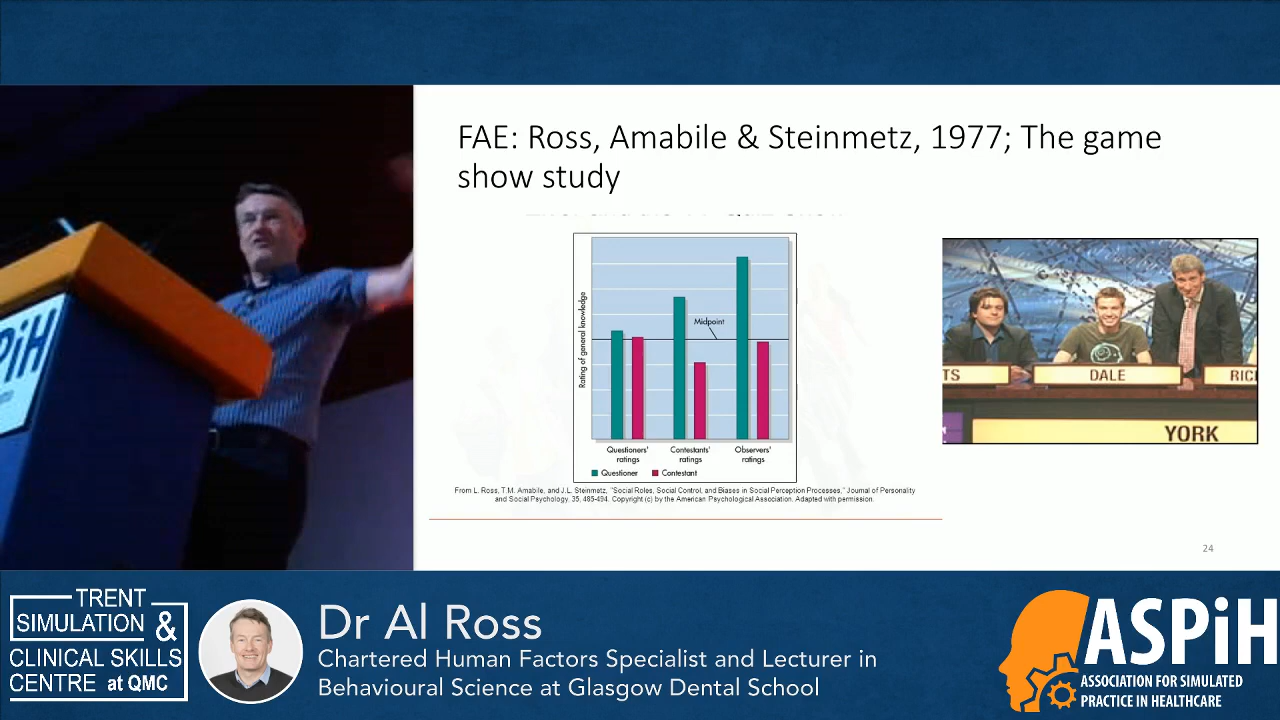 FAE: Ross, Amabile & Steinmetz, 1977; The game
show study
Rating of general knowledge
Midpoint
Questioners'
ratings
Contestants'
ratings
Observers'
ratings
Questioner
Contestant
From L. Ross, T.M. Amabile, and J.L. Steinmetz, "Social Roles, Social Control, and Biases in Social Perception Processes," Journal of Personality
and Social Psychology. 35, 485-494. Copyright (c) by the American Psychological Association. Adapted with permission.
TS
DALE
RIC
YORK
24
PiH
TRENT
SIMULATION &
CLINICAL SKILLS
CENTRE at QMC
Dr Al Ross
Chartered Human Factors Specialist and Lecturer in
Behavioural Science at Glasgow Dental School
ASPiH
ASSOCIATION FOR SIMULATED
PRACTICE IN HEALTHCARE